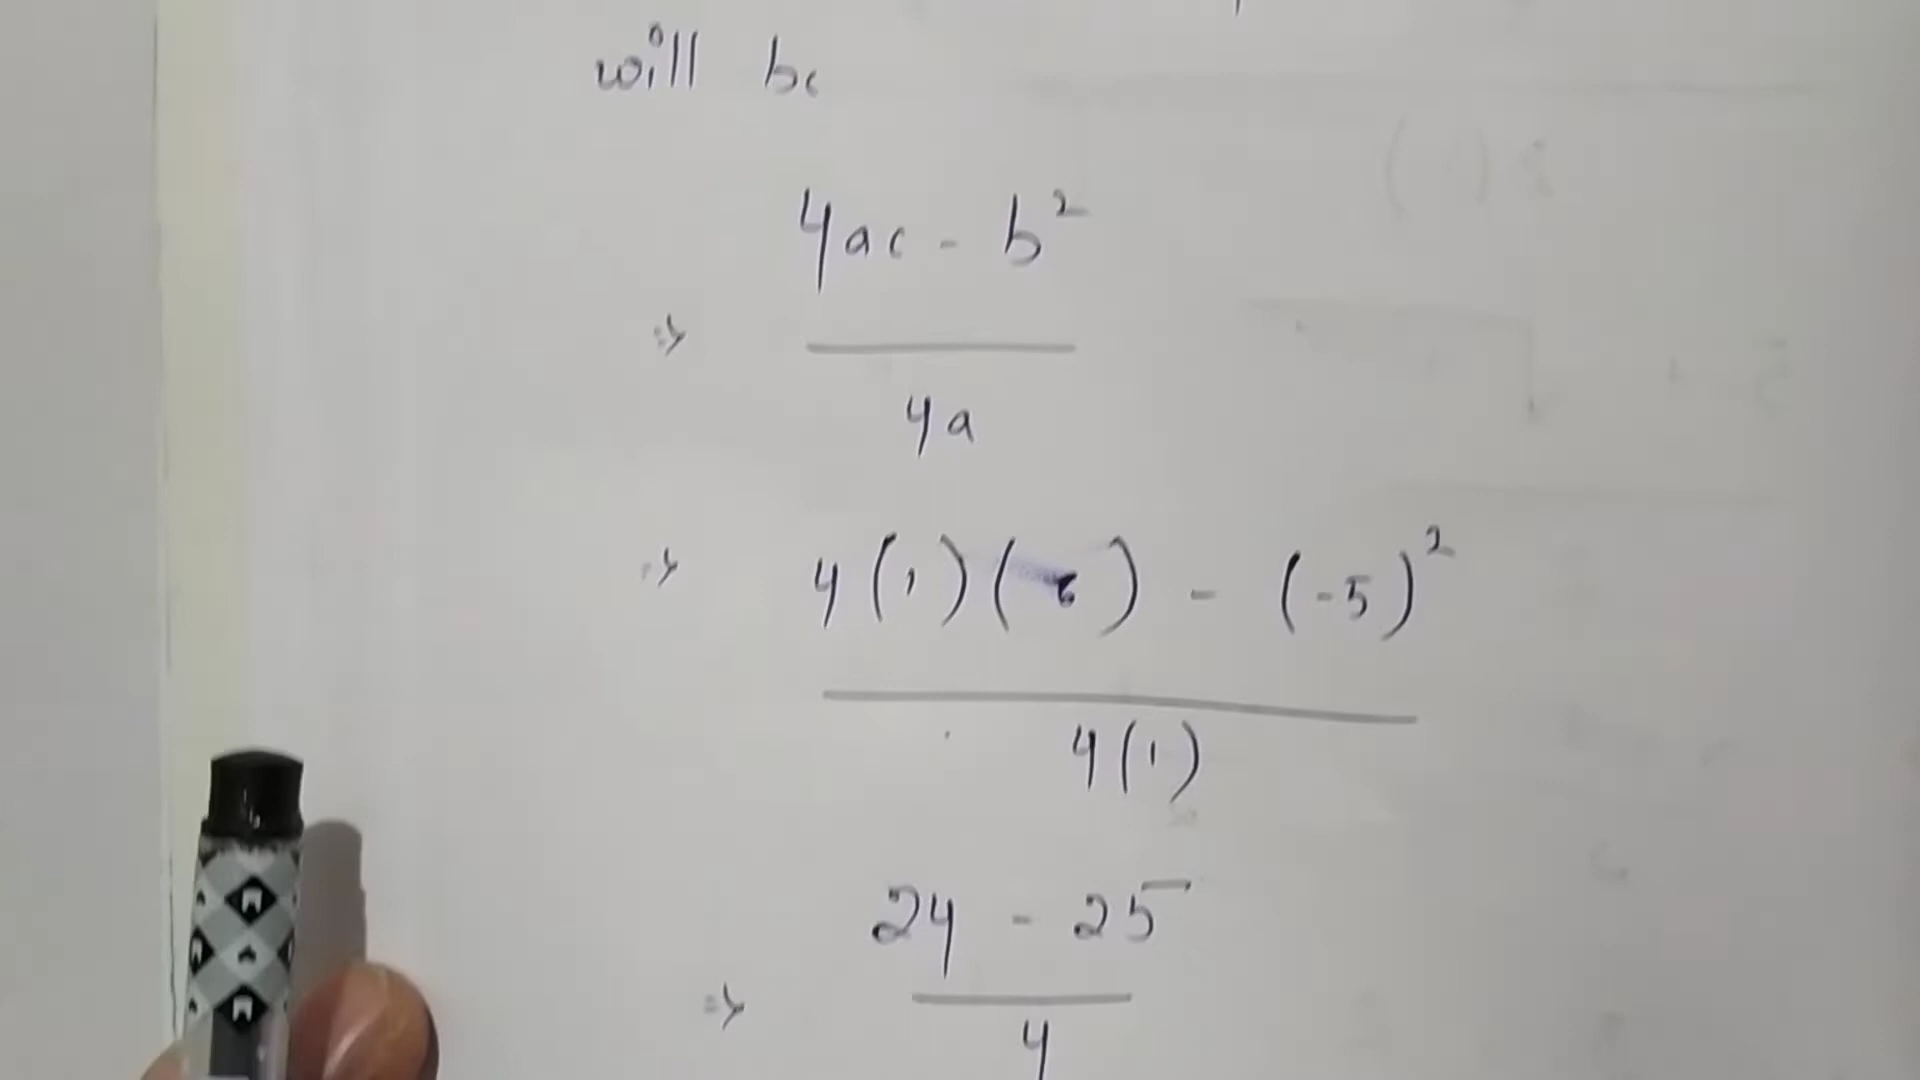 will be
4ac - b²
⇒ ―――
4a
⇒ 4(1)(6) - (-5)²
―――
4(1)
24 - 25
⇒ ―――
4